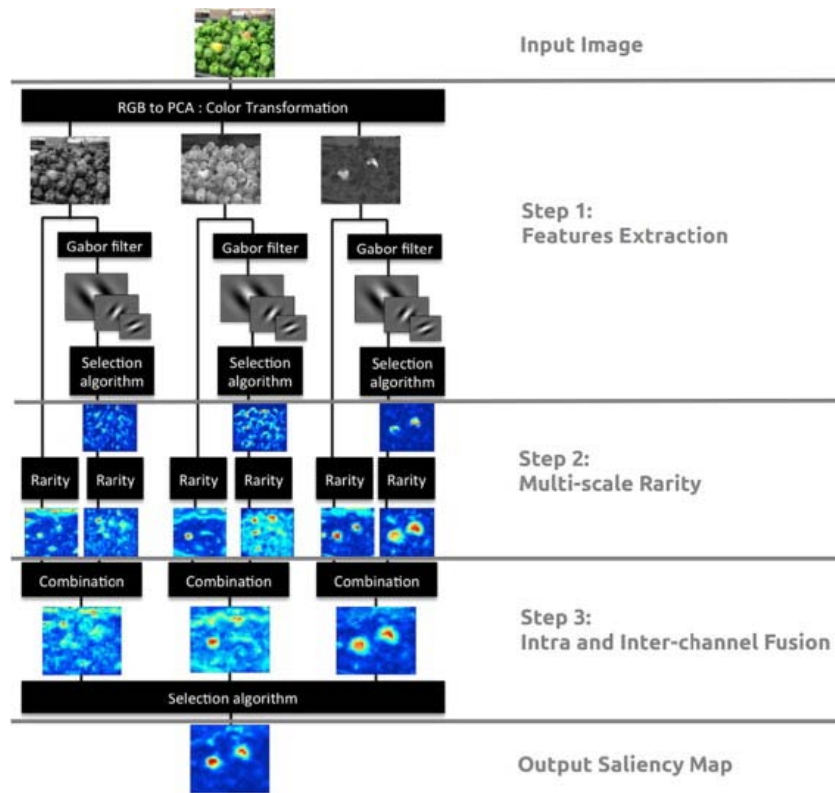 Input Image
RGB to PCA : Color Transformation
Step 1:
Features Extraction
Gabor filter
Gabor filter
Gabor filter
Selection
algorithm
Selection
algorithm
Selection
algorithm
Step 2:
Multi-scale Rarity
Rarity
Rarity
Rarity
Rarity
Rarity
Rarity
Combination
Combination
Combination
Step 3:
Intra and Inter-channel Fusion
Selection algorithm
Output Saliency Map